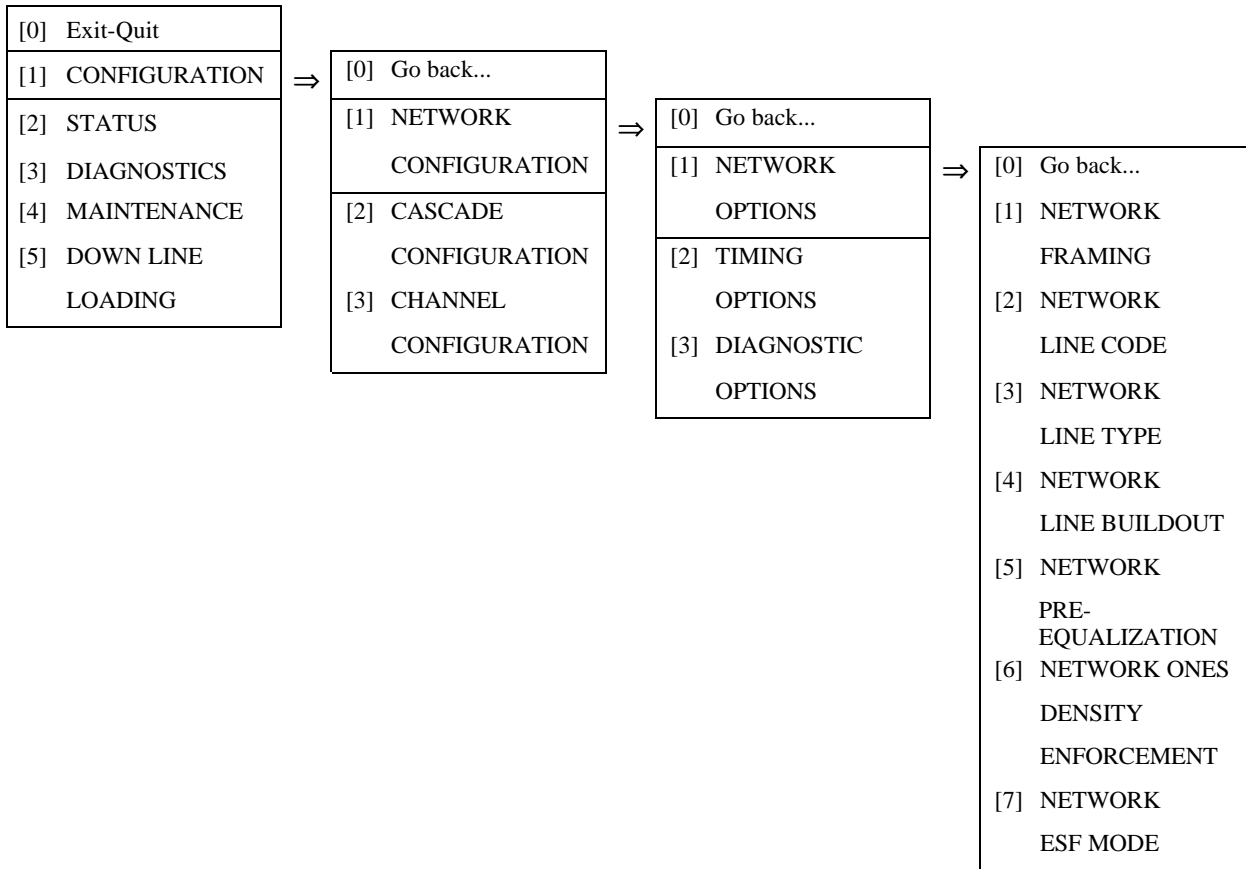 [0] Exit-Quit
[1] CONFIGURATION ⇒
[2] STATUS
[3] DIAGNOSTICS
[4] MAINTENANCE
[5] DOWN LINE
LOADING
[0] Go back...
[1] NETWORK ⇒
CONFIGURATION
[2] CASCADE
CONFIGURATION
[3] CHANNEL
CONFIGURATION
[0] Go back...
[1] NETWORK ⇒
OPTIONS
[2] TIMING
OPTIONS
[3] DIAGNOSTIC
OPTIONS
[0] Go back...
[1] NETWORK
FRAMING
[2] NETWORK
LINE CODE
[3] NETWORK
LINE TYPE
[4] NETWORK
LINE BUILDOUT
[5] NETWORK
PRE-
EQUALIZATION
[6] NETWORK ONES
DENSITY
ENFORCEMENT
[7] NETWORK
ESF MODE